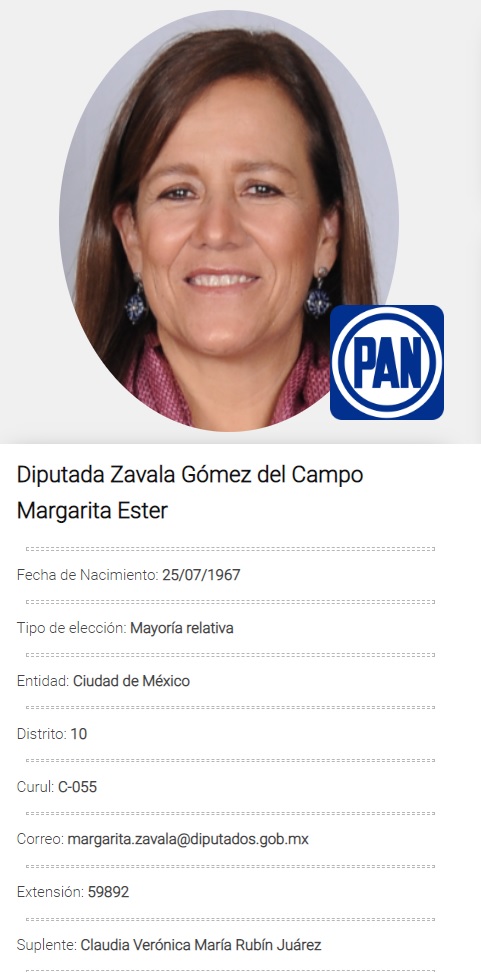 PAN
Diputada Zavala Gómez del Campo
Margarita Ester
Fecha de Nacimiento: 25/07/1967
Tipo de elección: Mayoría relativa
Entidad: Ciudad de México
Distrito: 10
Curul: C-055
Correo: margarita.zavala@diputados.gob.mx
Extensión: 59892
Suplente: Claudia Verónica María Rubín Juárez